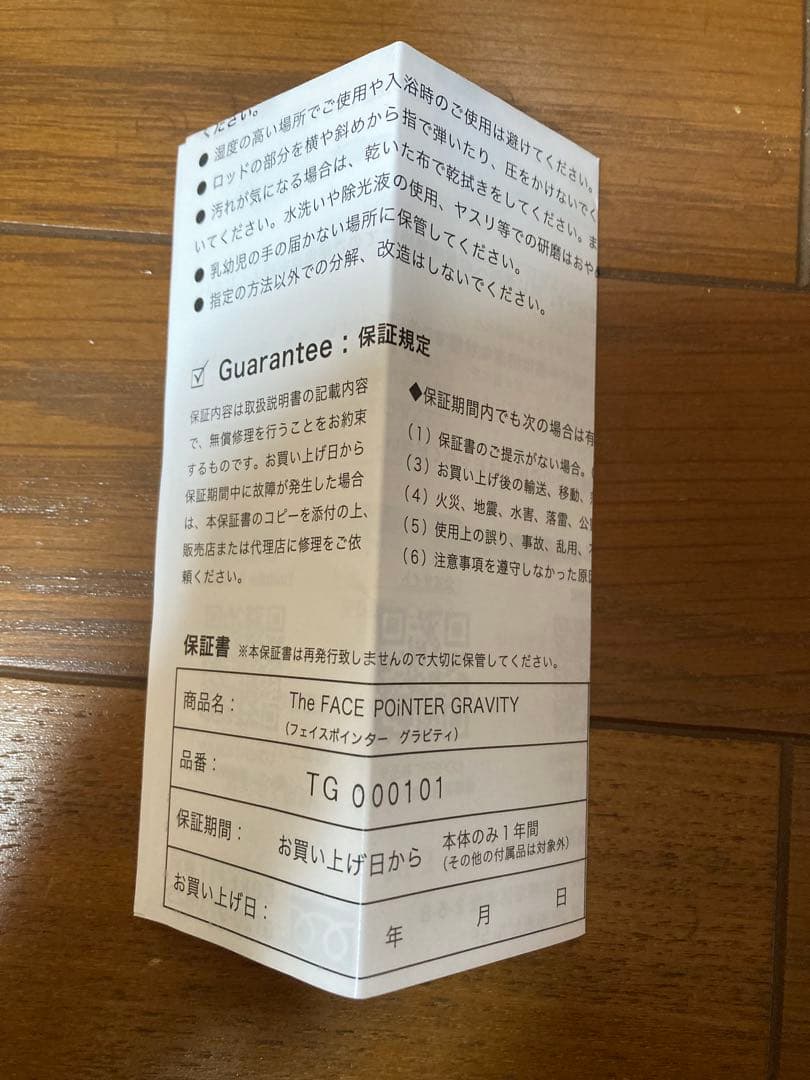 ください。
● 湿度の高い場所でご使用や入浴時のご使用は避けてください。
● ロッドの部分を横や斜めから指で弾いたり、圧をかけないでく
● 汚れが気になる場合は、乾いた布で乾拭きをしてください。ま
いてください。水洗いや除光液の使用、ヤスリ等での研磨はおや
● 乳幼児の手の届かない場所に保管してください。
● 指定の方法以外での分解、改造はしないでください。
Guarantee：保証規定
保証内容は取扱説明書の記載内容
で、無償修理を行うことをお約束
するものです。お買い上げ日から
保証期間中に故障が発生した場合
は、本保証書のコピーを添付の上、
販売店または代理店に修理をご依
頼ください。
◆保証期間内でも次の場合は有
（1）保証書のご提示がない場合。
（3）お買い上げ後の輸送、移動、
（4）火災、地震、水害、落雷、公
（5）使用上の誤り、事故、乱用、
（6）注意事項を遵守しなかった原因
保証書 ※本保証書は再発行致しませんので大切に保管してください。
商品名： The FACE POiNTER GRAVITY
（フェイスポインター グラビティ）
品番： TG 000101
保証期間： お買い上げ日から 本体のみ1年間
（その他の付属品は対象外）
お買い上げ日： 年 月 日